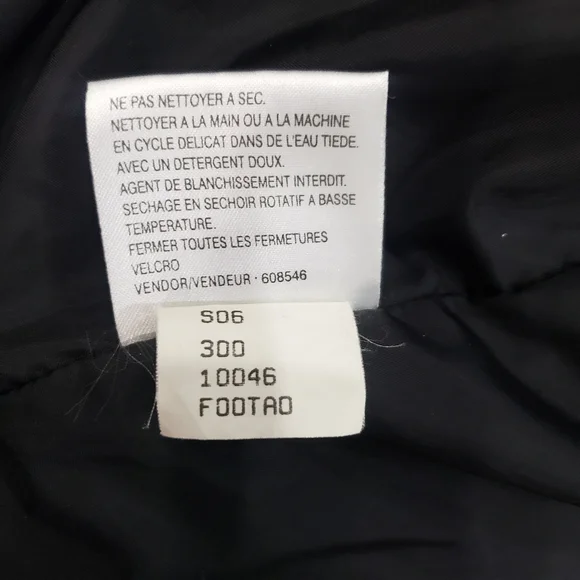 NE PAS NETTOYER A SEC.
NETTOYER A LA MAIN OU A LA MACHINE
EN CYCLE DELICAT DANS DE L'EAU TIEDE.
AVEC UN DETERGENT DOUX.
AGENT DE BLANCHISSEMENT INTERDIT.
SECHAGE EN SECHOIR ROTATIF A BASSE
TEMPERATURE.
FERMER TOUTES LES FERMETURES
VELCRO
VENDOR/VENDEUR · 608546
S06
300
10046
FOOTAO